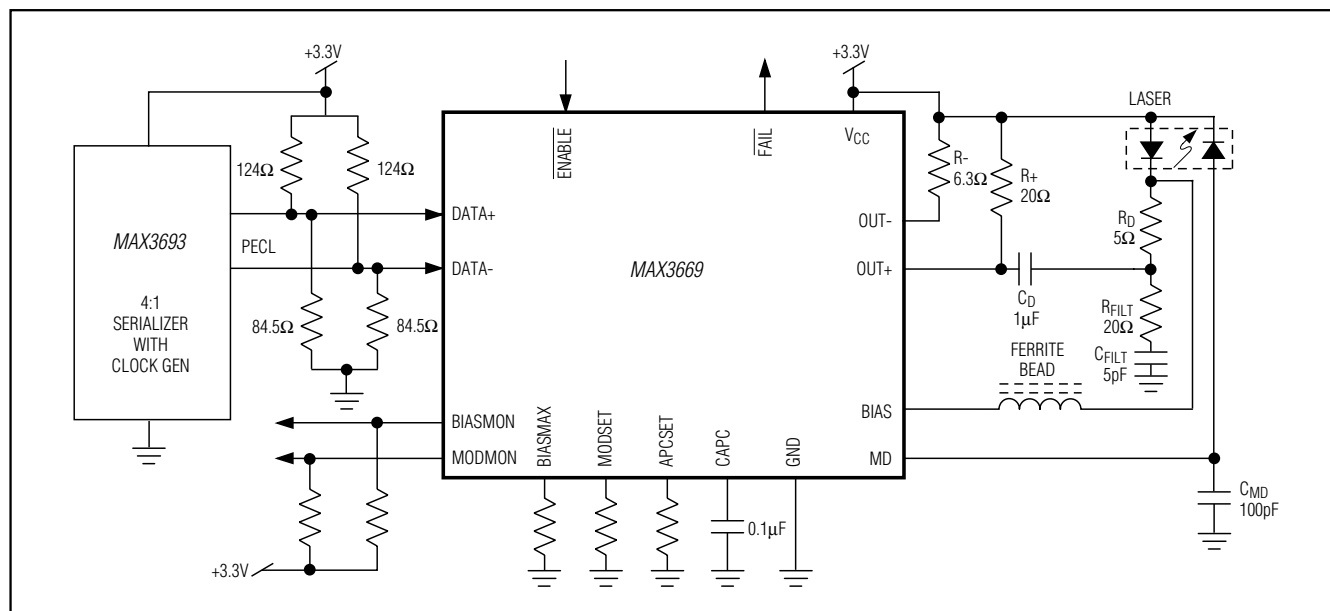 +3.3V
+3.3V
LASER
ENABLE
FAIL
VCC
124Ω
124Ω
R-
6.3Ω
R+
20Ω
DATA+
OUT-
RD
5Ω
MAX3693
PECL
DATA-
MAX3669
OUT+
CD
1μF
4:1
SERIALIZER
WITH
CLOCK GEN
84.5Ω
84.5Ω
RFILT
20Ω
FERRITE
BEAD
CFILT
5pF
BIASMON
BIAS
MODMON
BIASMAX
MODSET
APCSET
CAPC
GND
MD
CMD
100pF
0.1μF
+3.3V